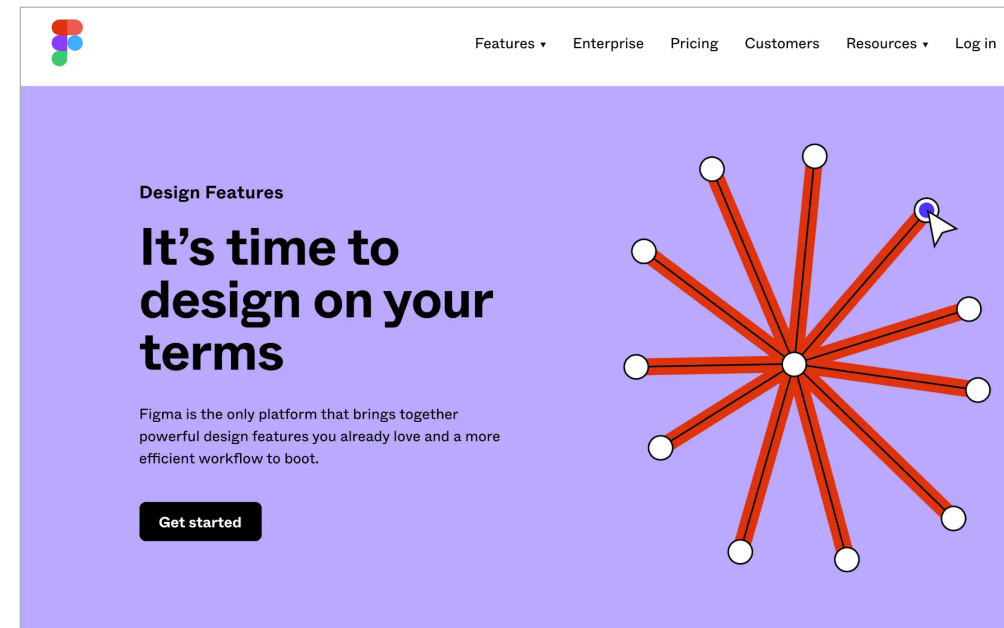 Features ▾ Enterprise Pricing Customers Resources ▾ Log in
Design Features
It’s time to
design on your
terms
Figma is the only platform that brings together
powerful design features you already love and a more
efficient workflow to boot.
Get started